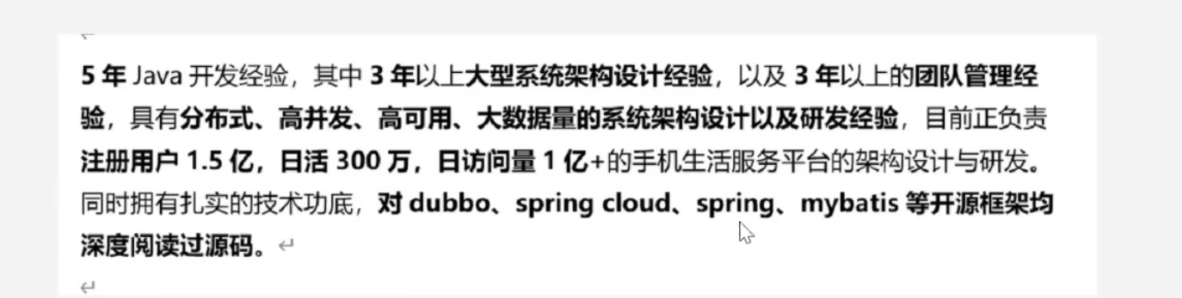 5 年 Java 开发经验，其中 3 年以上大型系统架构设计经验，以及 3 年以上的团队管理经
验，具有分布式、高并发、高可用、大数据量的系统架构设计以及研发经验，目前正负责
注册用户 1.5 亿，日活 300 万，日访问量 1 亿+的手机生活服务平台的架构设计与研发。
同时拥有扎实的技术功底，对 dubbo、spring cloud、spring、mybatis 等开源框架均
深度阅读过源码。